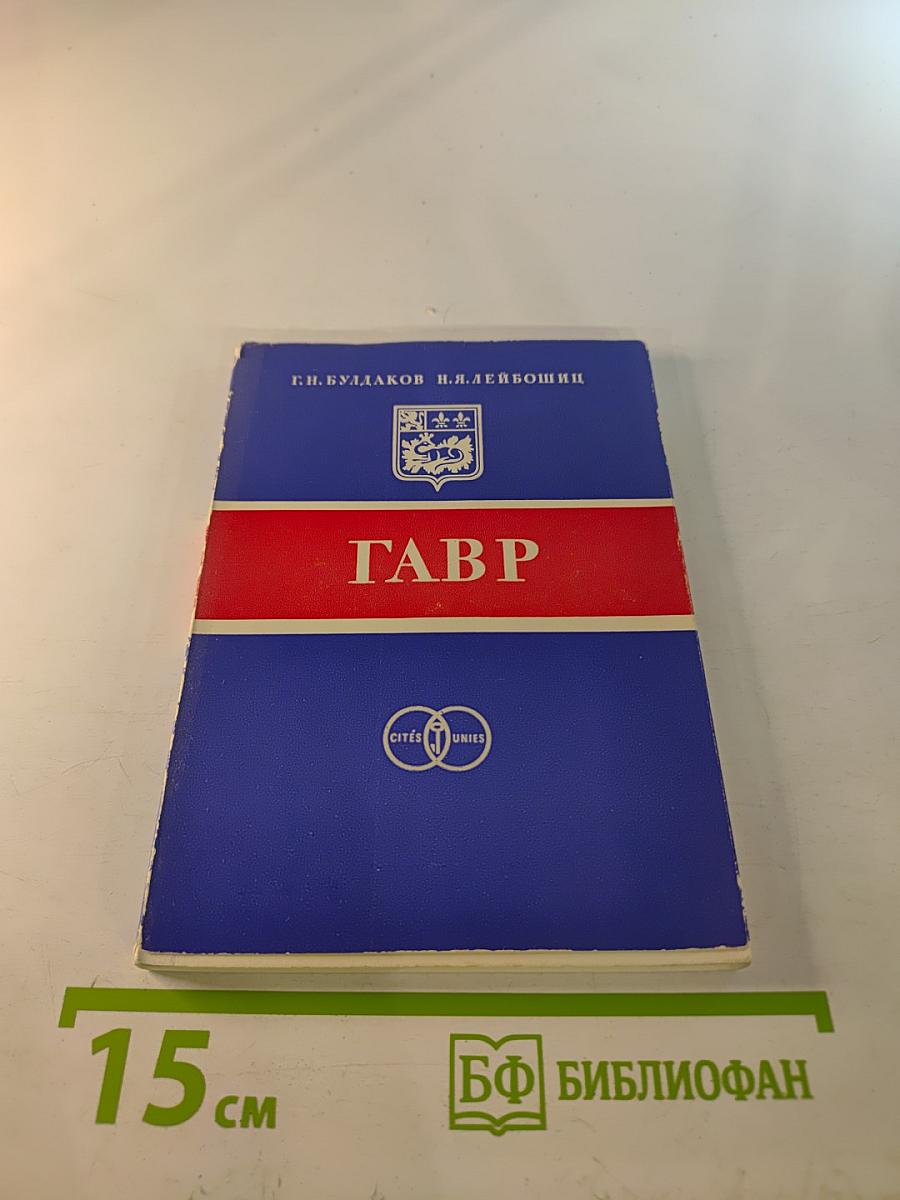 Г.Н.БУЛДАКОВ Н.Я.ЛЕЙБОШИЦ
ГАВР
CITÉS UNIES
15 см
БФ БИБЛИОФАН